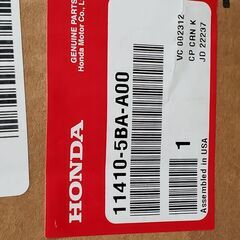 GENUINE PARTS
Honda Motor Co., L
HONDA
11410-5BA-A00
VC 002312
CP CRN K
JD 22237
1
Assembled in USA